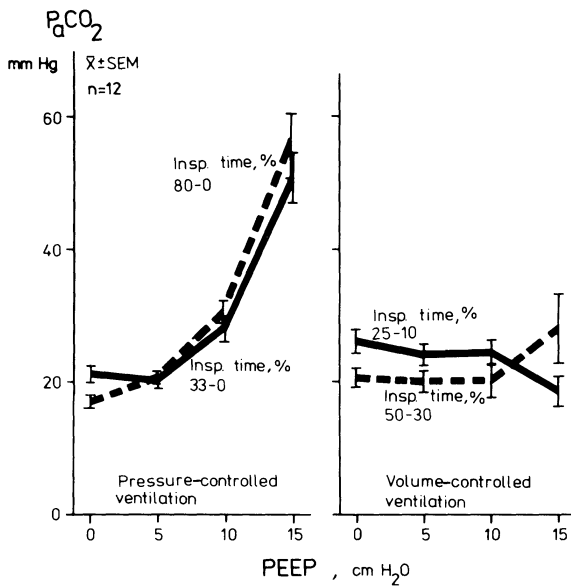 PaCO2
mm Hg
X̄±SEM
n=12
60
40
20
0
Insp. time, %
80-0
Insp. time, %
33-0
Pressure-controlled
ventilation
0 5 10 15
Insp. time, %
25-10
Insp. time, %
50-30
Volume-controlled
ventilation
0 5 10 15
PEEP , cm H2O